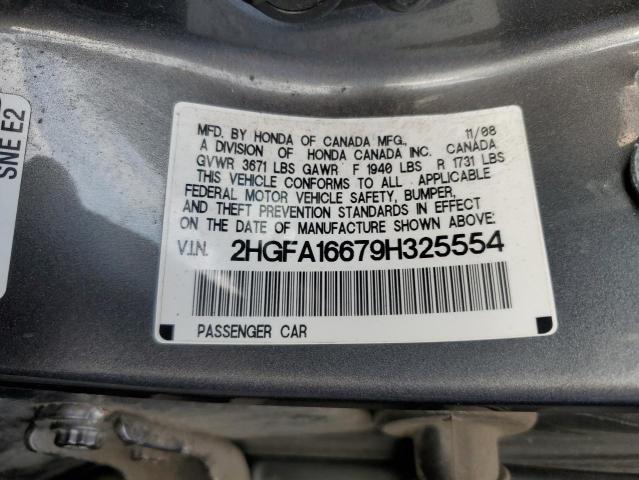 SNE E2
MFD. BY HONDA OF CANADA MFG., 11/08
A DIVISION OF HONDA CANADA INC. CANADA
GVWR 3671 LBS GAWR F 1940 LBS R 1731 LBS
THIS VEHICLE CONFORMS TO ALL APPLICABLE
FEDERAL MOTOR VEHICLE SAFETY, BUMPER,
AND THEFT PREVENTION STANDARDS IN EFFECT
ON THE DATE OF MANUFACTURE SHOWN ABOVE:
V.I.N. 2HGFA16679H325554
PASSENGER CAR